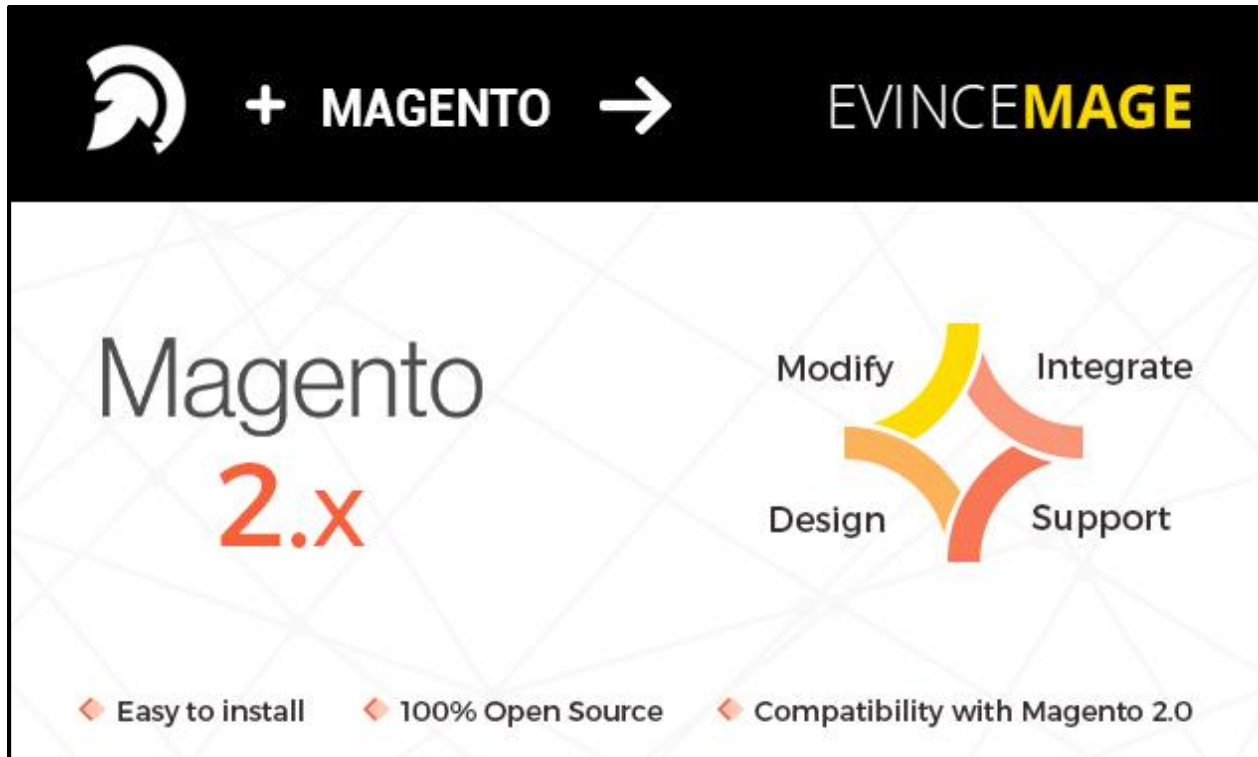 + MAGENTO → EVINCEMAGE
Magento
2.x
Modify
Integrate
Design
Support
Easy to install
100% Open Source
Compatibility with Magento 2.0